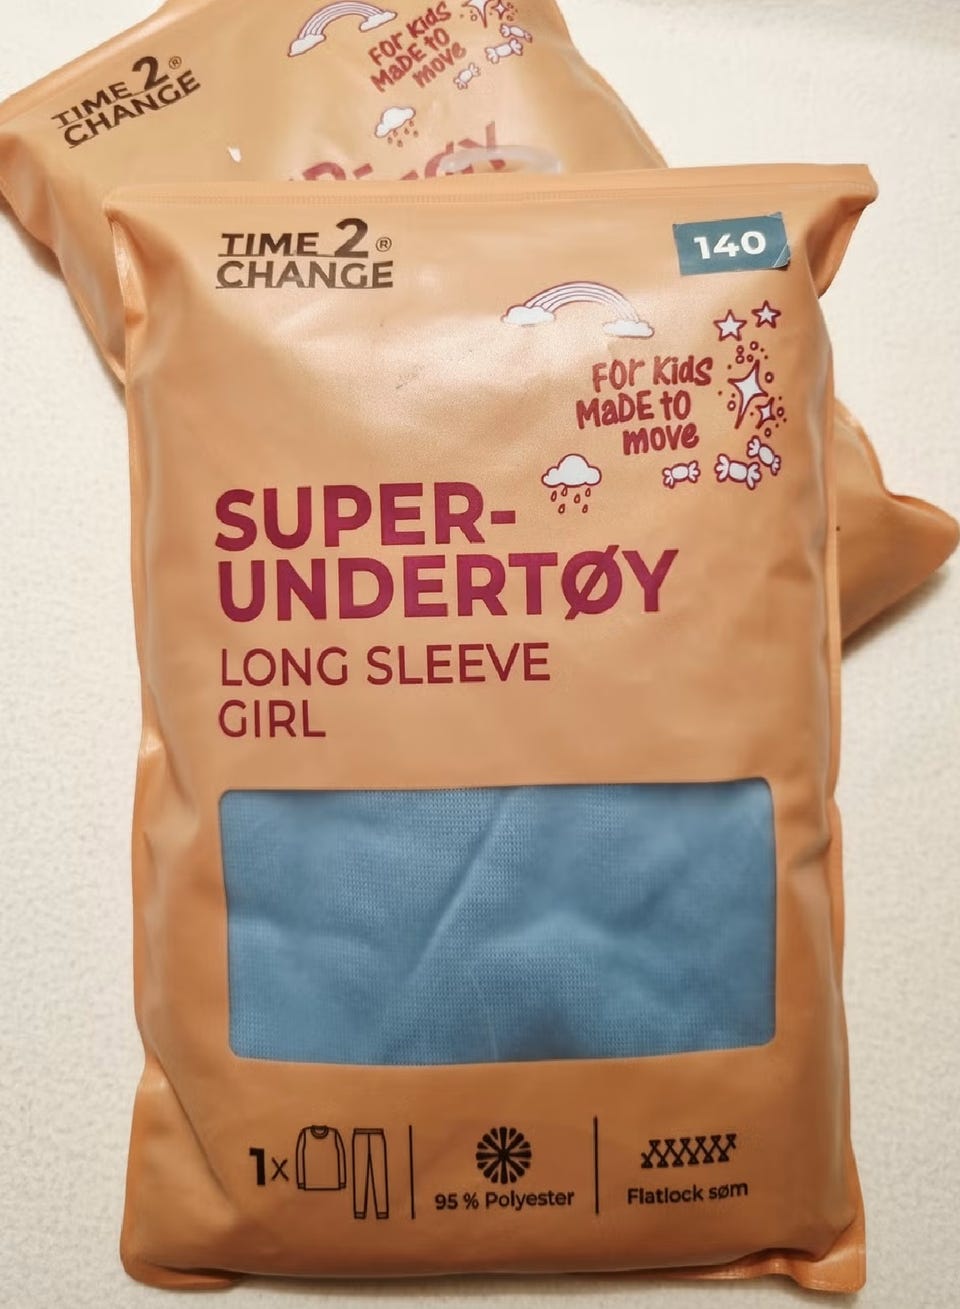 TIME 2®
CHANGE
FOR Kids
MaDE to
move
TIME 2®
CHANGE
140
FOR Kids
MaDE to
move
SUPER-
UNDERTØY
LONG SLEEVE
GIRL
1x
95 % Polyester
Flatlock søm